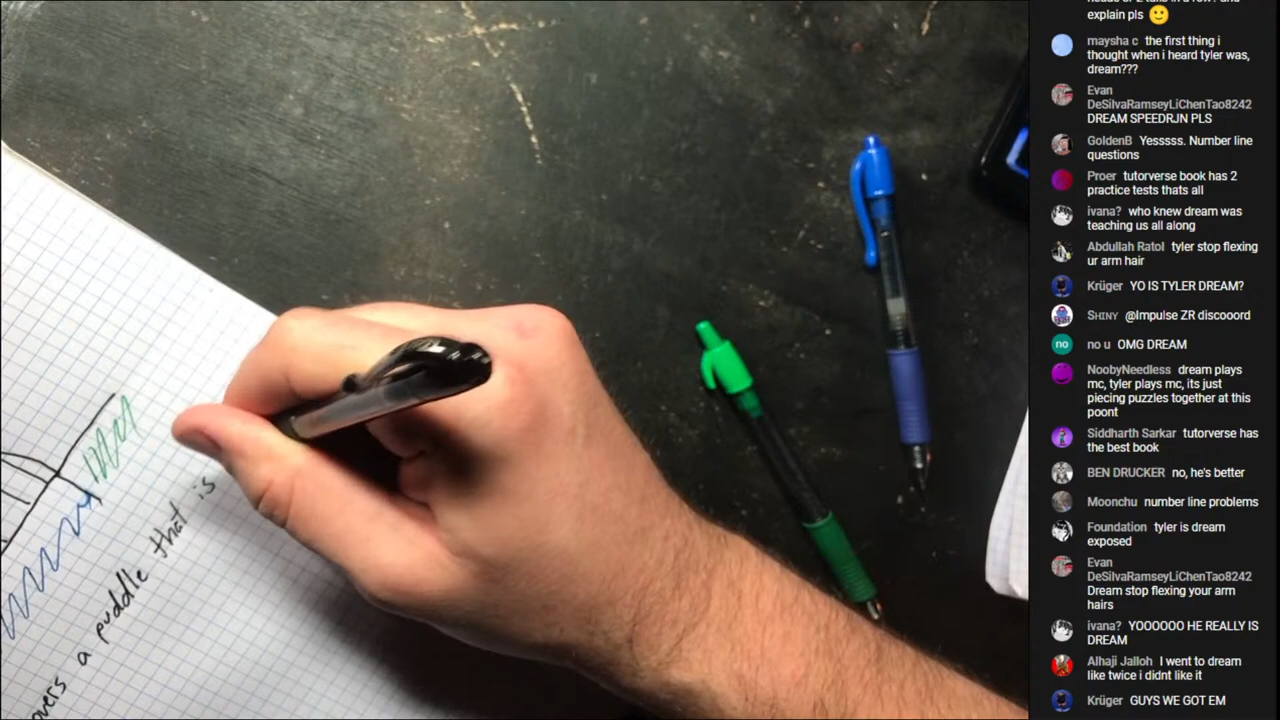 explain pls
maysha c the first thing i
thought when i heard tyler was,
dream???
Evan
DeSilvaRamseyLiChenTao8242
DREAM SPEEDRJN PLS
GoldenB Yesssss. Number line
questions
Proer tutorverse book has 2
practice tests thats all
ivana? who knew dream was
teaching us all along
Abdullah Ratol tyler stop flexing
ur arm hair
Krüger YO IS TYLER DREAM?
SHINY @Impulse ZR discooord
no
no u OMG DREAM
NoobyNeedless dream plays
mc, tyler plays mc, its just
piecing puzzles together at this
poont
Siddharth Sarkar tutorverse has
the best book
BEN DRUCKER no, he's better
Moonchu number line problems
Foundation tyler is dream
exposed
Evan
DeSilvaRamseyLiChenTao8242
Dream stop flexing your arm
hairs
ivana? YOOOOOO HE REALLY IS
DREAM
Alhaji Jalloh I went to dream
like twice i didnt like it
Krüger GUYS WE GOT EM
a puddle that is